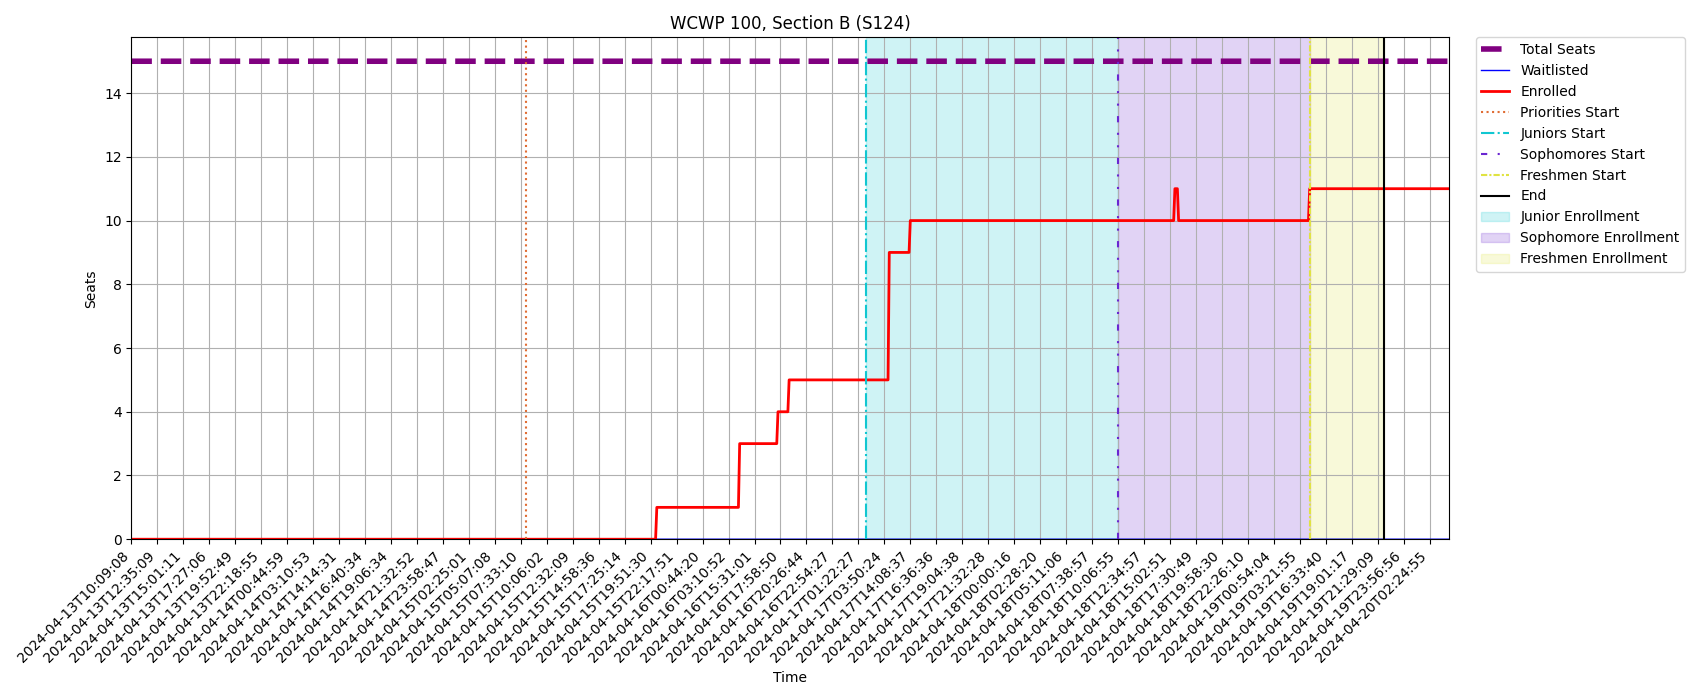 WCWP 100, Section B (S124)
Total Seats
Waitlisted
Enrolled
Priorities Start
Juniors Start
Sophomores Start
Freshmen Start
End
Junior Enrollment
Sophomore Enrollment
Freshmen Enrollment
Seats
14
12
10
8
6
4
2
0
2024-04-13T10:09:08
2024-04-13T12:35:09
2024-04-13T15:01:11
2024-04-13T17:27:06
2024-04-13T19:52:49
2024-04-13T22:18:55
2024-04-14T00:44:59
2024-04-14T03:10:53
2024-04-14T14:14:31
2024-04-14T16:40:34
2024-04-14T19:06:34
2024-04-14T21:32:52
2024-04-14T23:58:47
2024-04-15T02:25:01
2024-04-15T05:07:08
2024-04-15T07:33:10
2024-04-15T10:06:02
2024-04-15T12:32:09
2024-04-15T14:58:36
2024-04-15T17:25:14
2024-04-15T19:51:30
2024-04-15T22:17:51
2024-04-16T00:44:20
2024-04-16T03:10:52
2024-04-16T15:31:01
2024-04-16T17:58:50
2024-04-16T20:26:44
2024-04-16T22:54:27
2024-04-17T01:22:27
2024-04-17T03:50:24
2024-04-17T14:08:37
2024-04-17T16:36:36
2024-04-17T19:04:38
2024-04-17T21:32:28
2024-04-18T00:00:16
2024-04-18T02:28:20
2024-04-18T05:11:06
2024-04-18T07:38:57
2024-04-18T10:06:55
2024-04-18T12:34:57
2024-04-18T15:02:51
2024-04-18T17:30:49
2024-04-18T19:58:30
2024-04-18T22:26:10
2024-04-19T00:54:04
2024-04-19T03:21:55
2024-04-19T16:33:40
2024-04-19T19:01:17
2024-04-19T21:29:09
2024-04-19T23:56:56
2024-04-20T02:24:55
Time